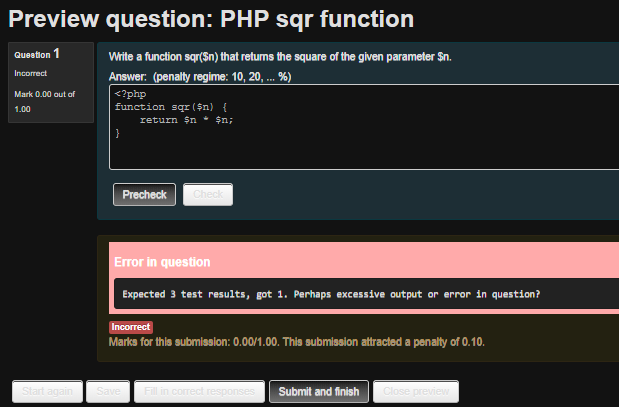 Preview question: PHP sqr function
Question 1
Incorrect
Mark 0.00 out of
1.00
Write a function sqr($n) that returns the square of the given parameter $n.
Answer: (penalty regime: 10, 20, ... %)
<?php
function sqr($n) {
    return $n * $n;
}
Precheck Check
Error in question
Expected 3 test results, got 1. Perhaps excessive output or error in question?
Incorrect
Marks for this submission: 0.00/1.00. This submission attracted a penalty of 0.10.
Start again Save Fill in correct responses Submit and finish Close preview